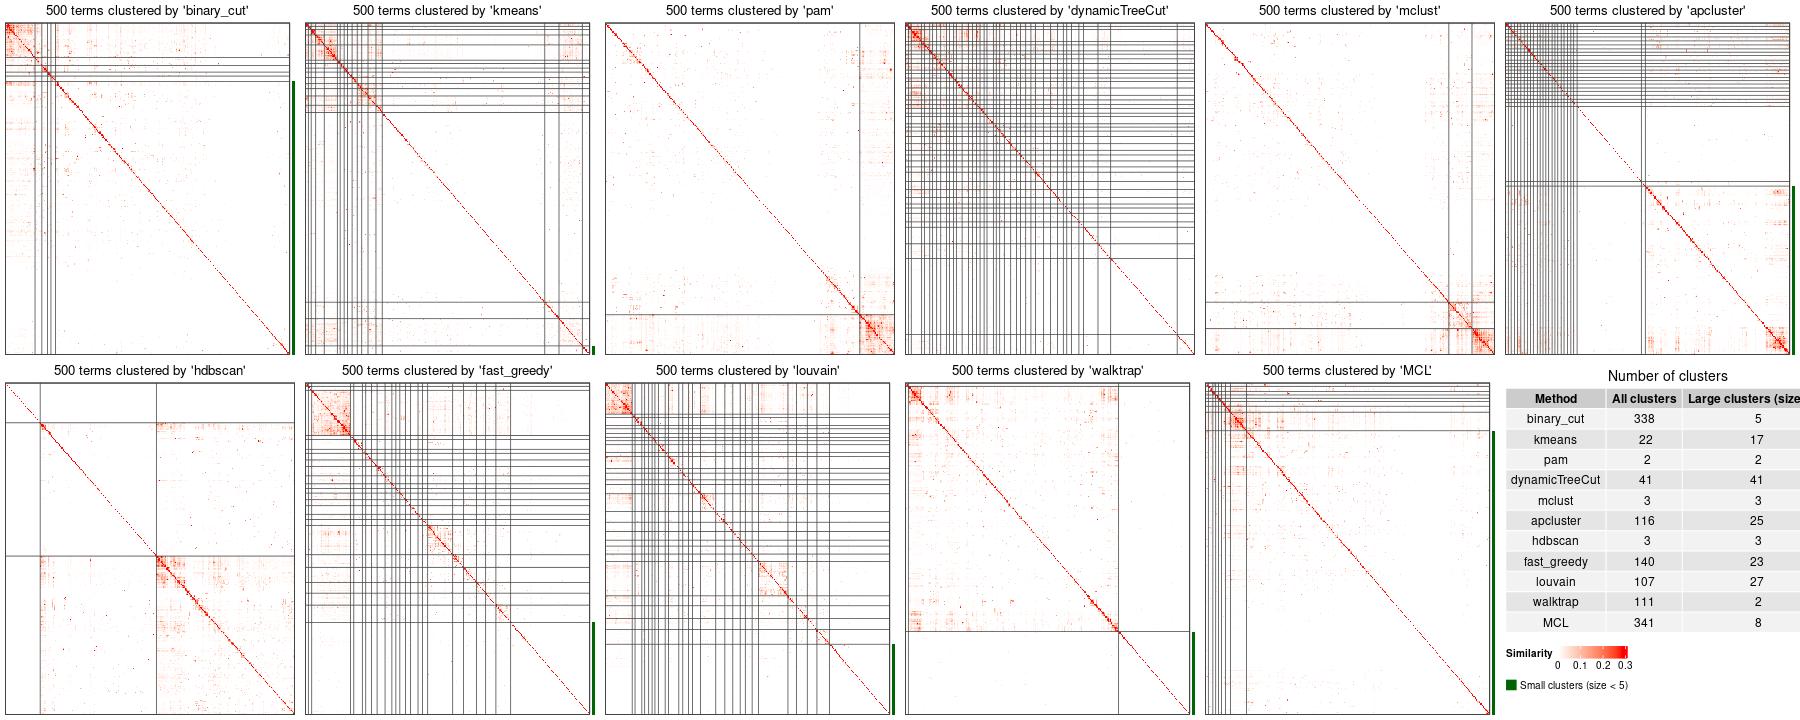 500 terms clustered by 'binary_cut'
500 terms clustered by 'kmeans'
500 terms clustered by 'pam'
500 terms clustered by 'dynamicTreeCut'
500 terms clustered by 'mclust'
500 terms clustered by 'apcluster'
500 terms clustered by 'hdbscan'
500 terms clustered by 'fast_greedy'
500 terms clustered by 'louvain'
500 terms clustered by 'walktrap'
500 terms clustered by 'MCL'
Number of clusters
Method All clusters Large clusters (size
binary_cut 338 5
kmeans 22 17
pam 2 2
dynamicTreeCut 41 41
mclust 3 3
apcluster 116 25
hdbscan 3 3
fast_greedy 140 23
louvain 107 27
walktrap 111 2
MCL 341 8
Similarity
0 0.1 0.2 0.3
Small clusters (size < 5)